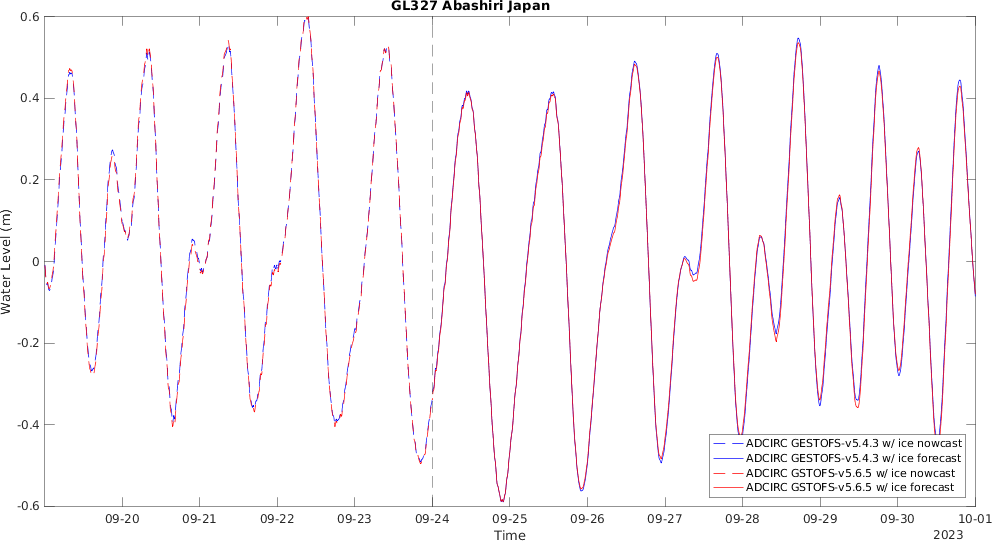 GL327 Abashiri Japan
0.6
0.4
0.2
0
-0.2
-0.4
-0.6
Water Level (m)
09-20
09-21
09-22
09-23
09-24
09-25
09-26
09-27
09-28
09-29
09-30
10-01
Time
2023
ADCIRC GESTOFS-v5.4.3 w/ ice nowcast
ADCIRC GESTOFS-v5.4.3 w/ ice forecast
ADCIRC GSTOFS-v5.6.5 w/ ice nowcast
ADCIRC GSTOFS-v5.6.5 w/ ice forecast